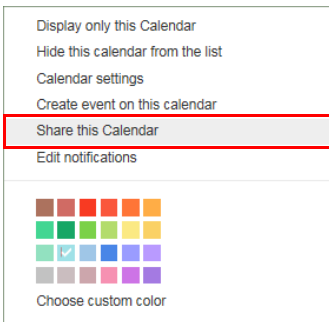 Display only this Calendar
Hide this calendar from the list
Calendar settings
Create event on this calendar
Share this Calendar
Edit notifications
Choose custom color